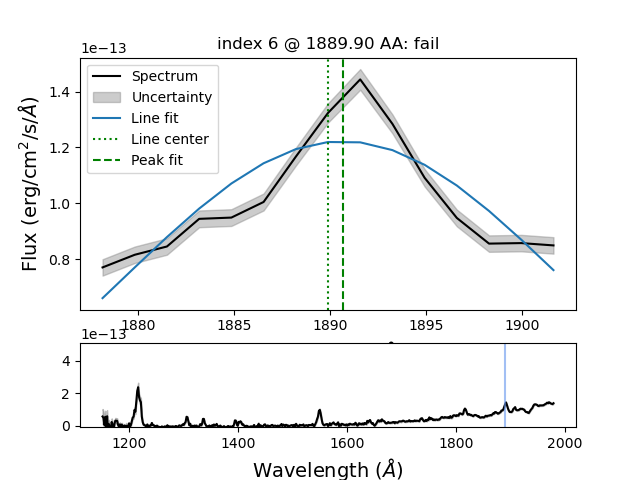 index 6 @ 1889.90 AA: fail
1e−13
Spectrum
Uncertainty
Line fit
Line center
Peak fit
1.4
1.2
1.0
0.8
Flux (erg/cm²/s/Å)
1880 1885 1890 1895 1900
1e−13
4
2
0
1200 1400 1600 1800 2000
Wavelength (Å)